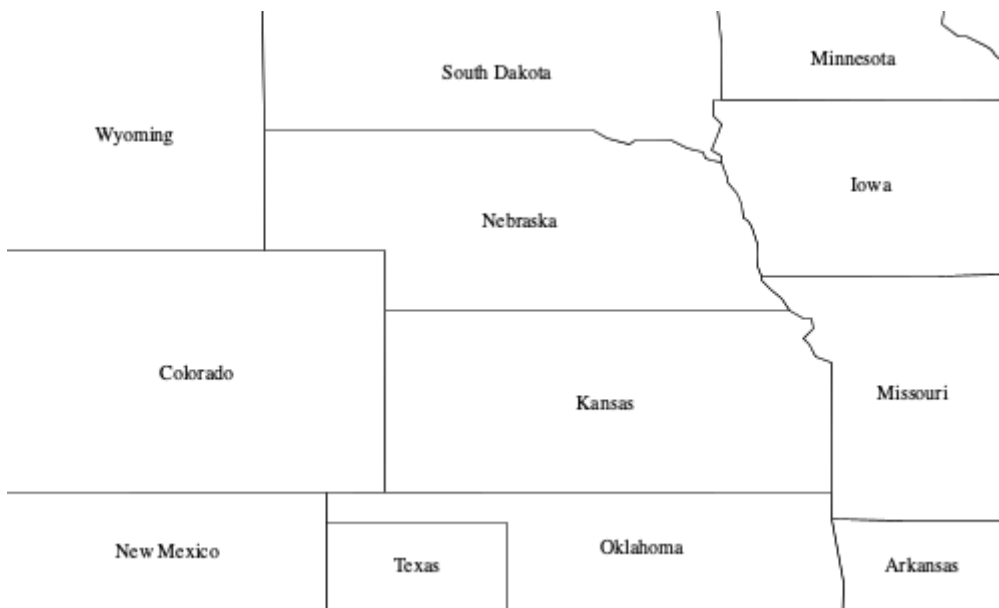 Minnesota
South Dakota
Wyoming
Iowa
Nebraska
Colorado
Kansas
Missouri
New Mexico
Texas
Oklahoma
Arkansas